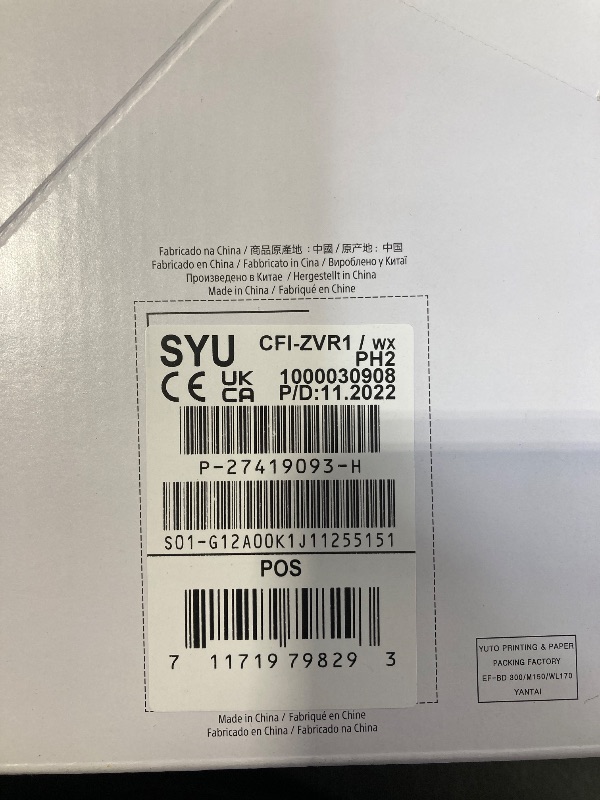 Fabricado na China / 商品原產地 : 中國 / 原产地: 中国
Fabricado en China / Fabbricato in Cina / Вироблено у Китаї
Произведено в Китае / Hergestellt in China
Made in China / Fabriqué en Chine
SYU CFI-ZVR1 / WX
PH2
CE UK CA 1000030908
P/D:11.2022
P-27419093-H
S01-G12A00K1J11255151
POS
7 11719 79829 3
YUTO PRINTING & PAPER
PACKING FACTORY
EF-BD 300/M150/WL170
YANTAI
Made in China / Fabriqué en Chine
Fabricado en China / Fabricado na China